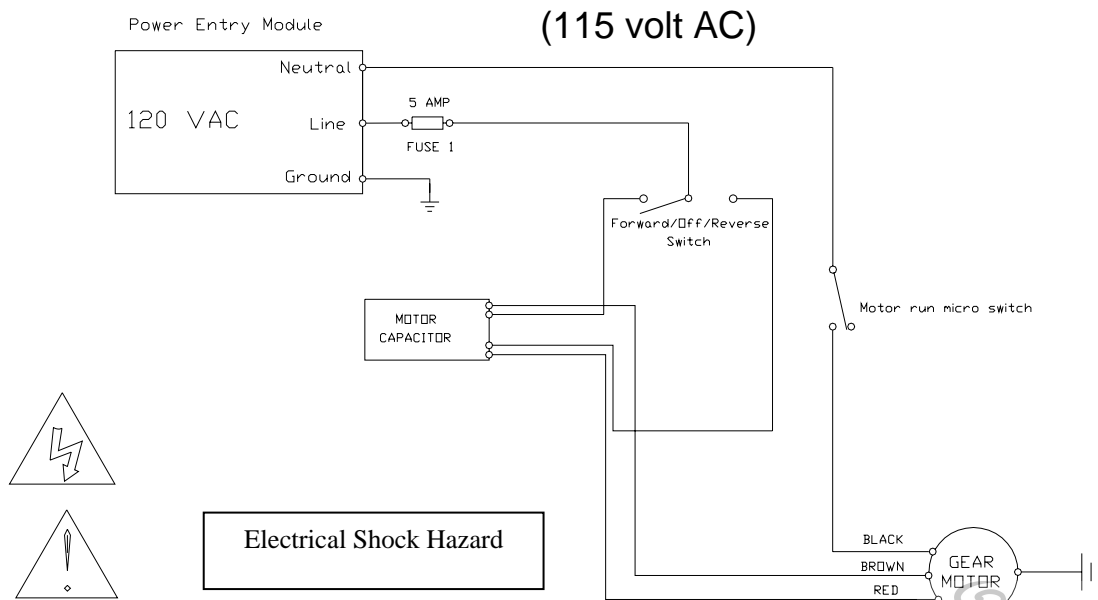 (115 volt AC)
Power Entry Module
Neutral
120 VAC
Line
Ground
5 AMP
FUSE 1
Forward/Off/Reverse
Switch
Motor run micro switch
MOTOR
CAPACITOR
Electrical Shock Hazard
BLACK
BROWN
RED
GEAR
MOTOR